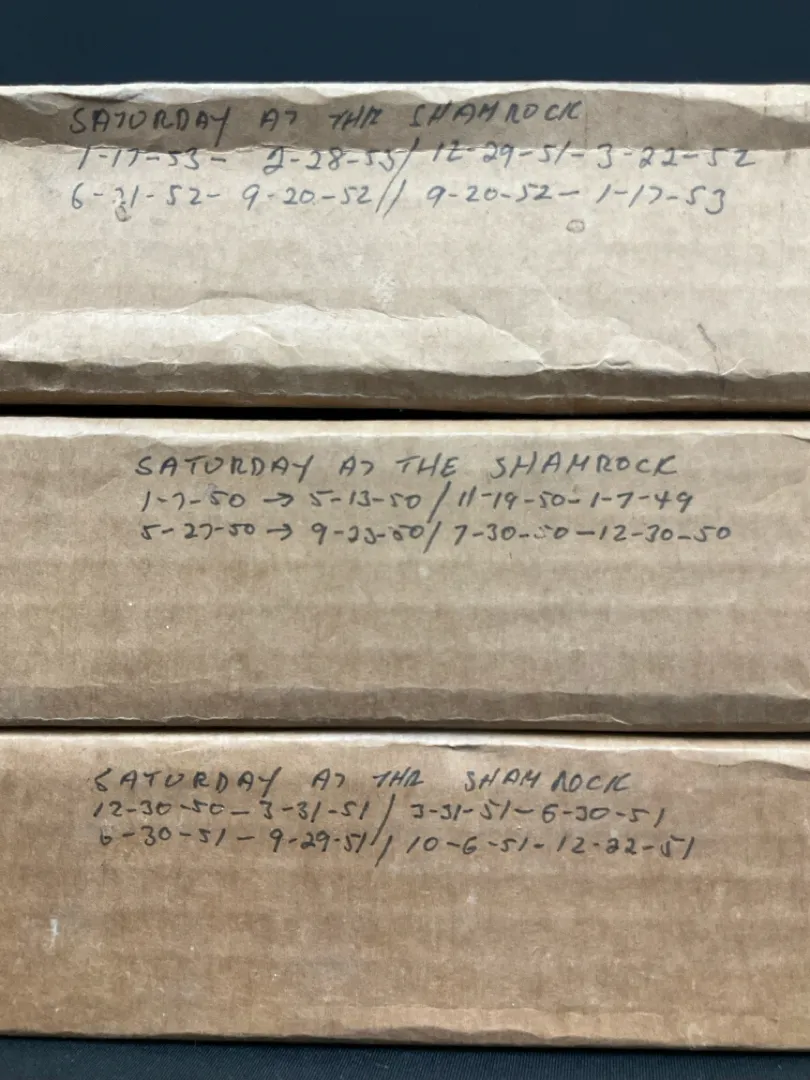 SATURDAY AT THE SHAMROCK
1-17-53- 2-28-53/ 12-29-51-3-22-52
6-21-52- 9-20-52// 9-20-52- 1-17-53
SATURDAY AT THE SHAMROCK
1-7-50 → 5-13-50 / 11-19-50-1-7-49
5-27-50 → 9-23-50/ 7-30-50-12-30-50
SATURDAY AT THE SHAMROCK
12-30-50-3-31-51/ 3-31-51-6-30-51
6-30-51- 9-29-51// 10-6-51-12-22-51